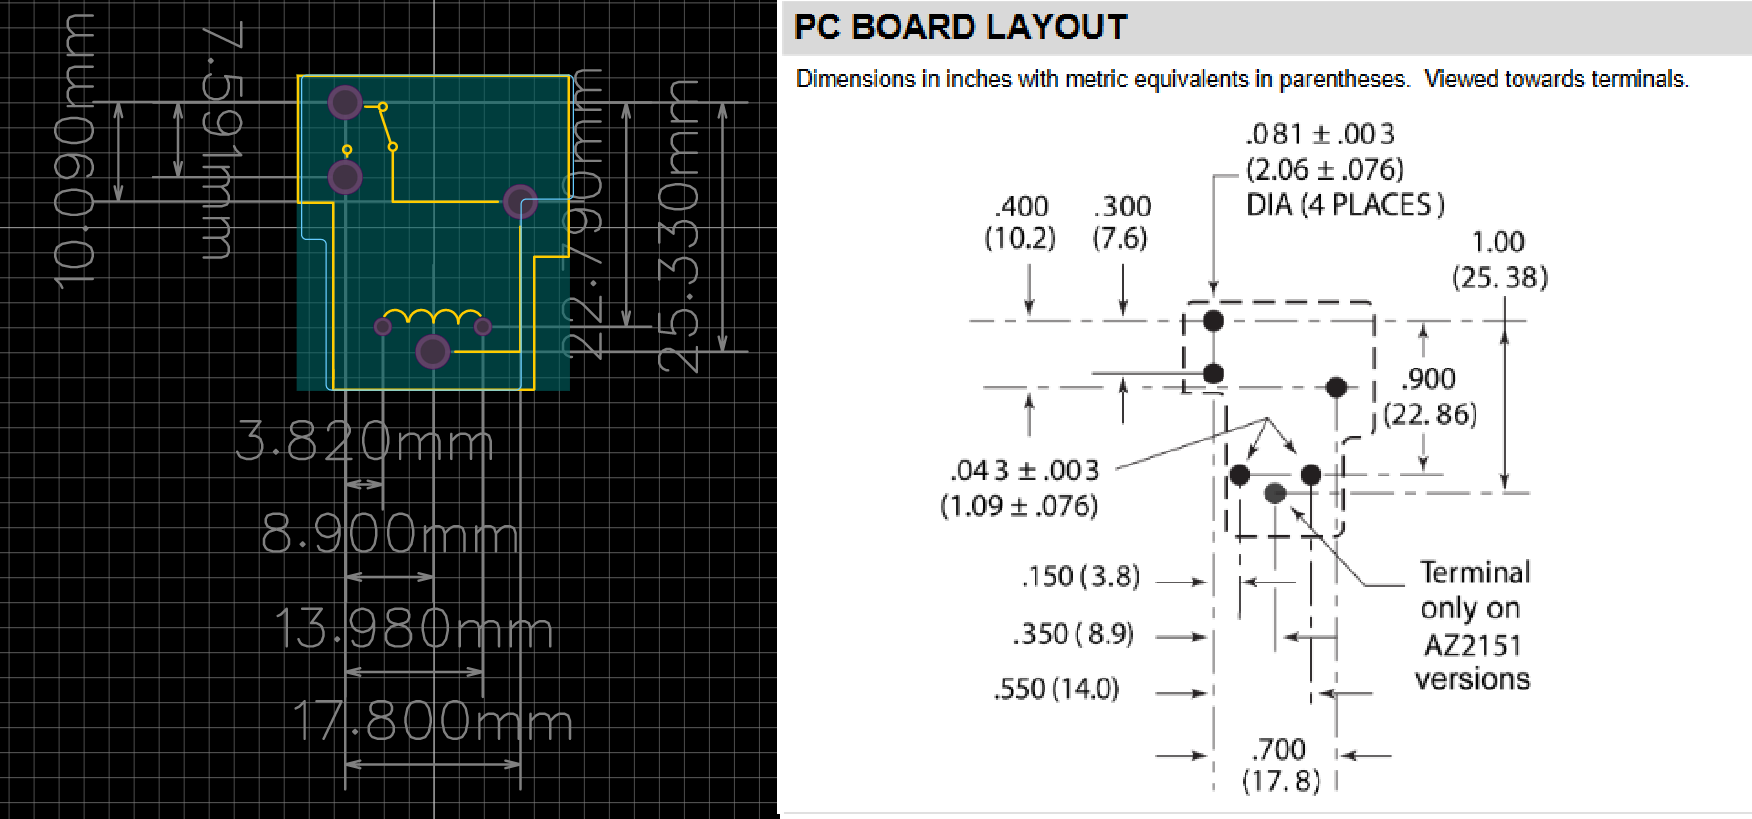 10.090mm
7.591mm
22.790mm
25.330mm
3.820mm
8.900mm
13.980mm
17.800mm
PC BOARD LAYOUT
Dimensions in inches with metric equivalents in parentheses. Viewed towards terminals.
.081 ± .003
(2.06 ± .076)
DIA (4 PLACES)
.400
(10.2)
.300
(7.6)
1.00
(25.38)
.900
(22.86)
.043 ± .003
(1.09 ± .076)
.150 (3.8)
.350 (8.9)
.550 (14.0)
.700
(17.8)
Terminal
only on
AZ2151
versions